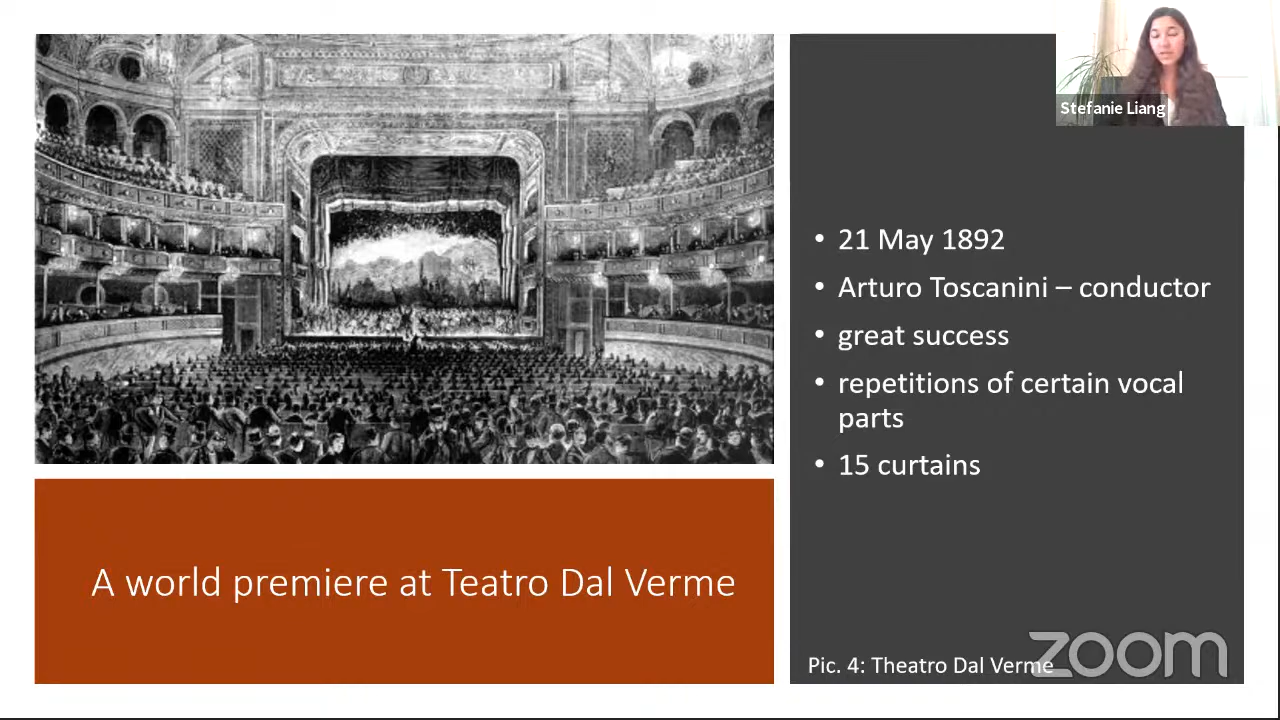 Stefanie Liang
• 21 May 1892
• Arturo Toscanini – conductor
• great success
• repetitions of certain vocal
parts
• 15 curtains
A world premiere at Teatro Dal Verme
Pic. 4: Theatro Dal Verme
zoom